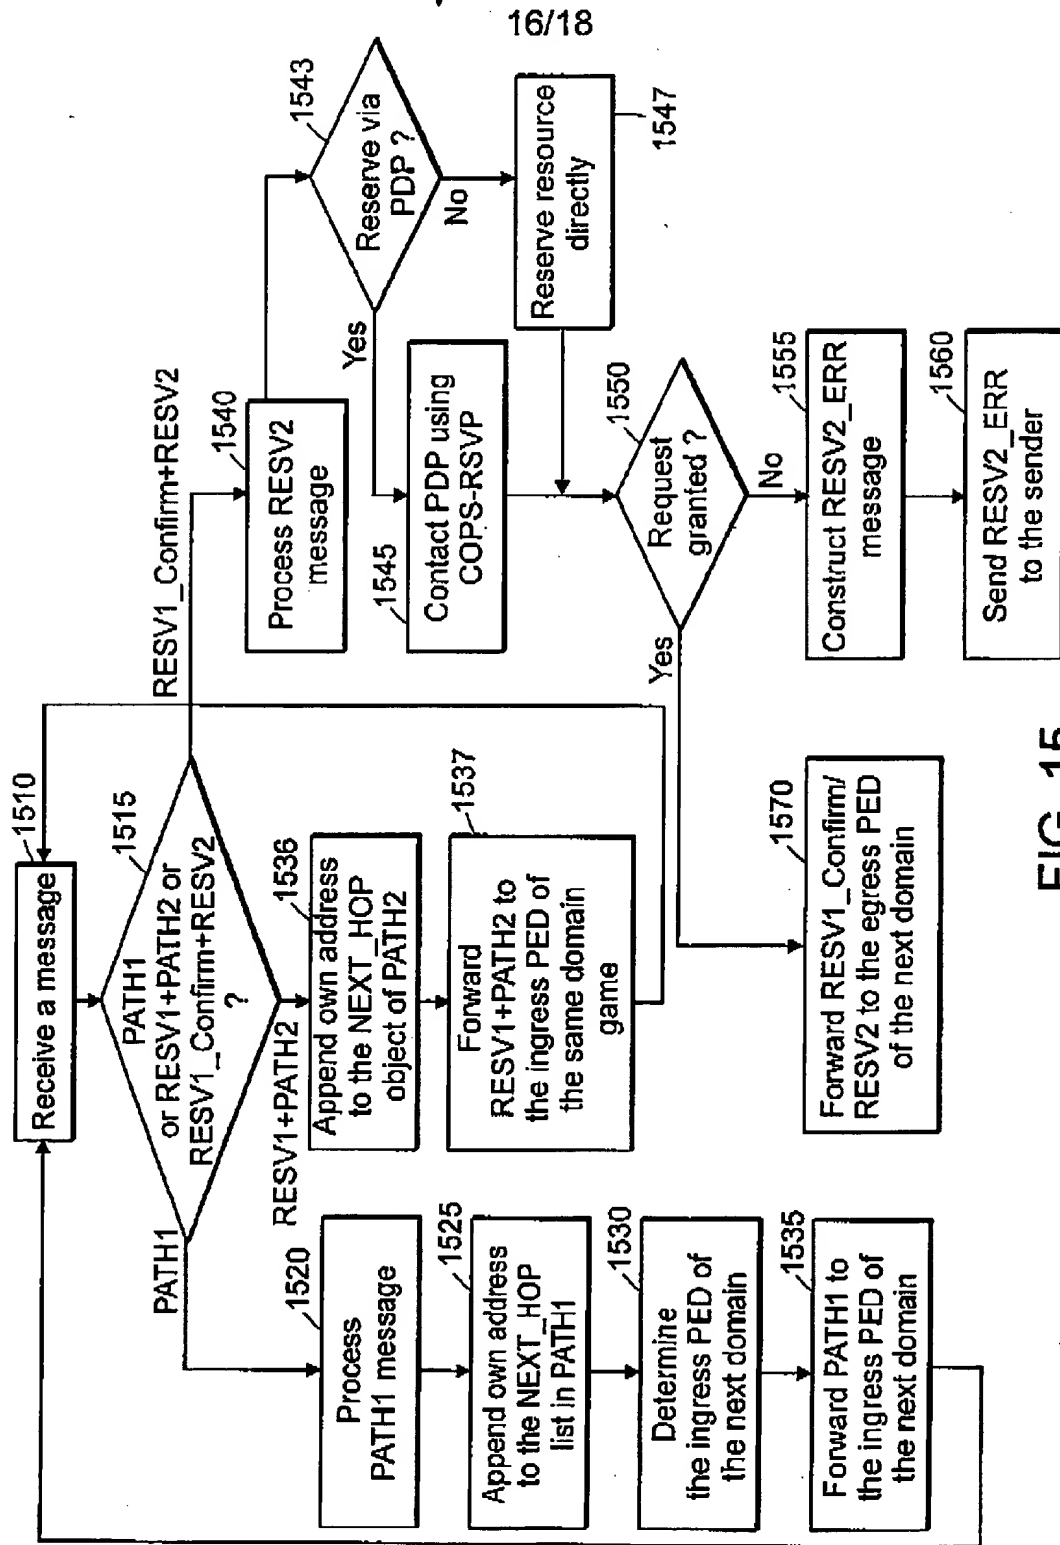 16/18
1510
Receive a message
1515
PATH1
or RESV1+PATH2 or
RESV1_Confirm+RESV2
?
PATH1
RESV1+PATH2
RESV1_Confirm+RESV2
1520
Process
PATH1 message
1525
Append own address
to the NEXT_HOP
list in PATH1
1530
Determine
the ingress PED of
the next domain
1535
Forward PATH1 to
the ingress PED of
the next domain
1536
Append own address
to the NEXT_HOP
object of PATH2
1537
Forward
RESV1+PATH2 to
the ingress PED of
the same domain
game
1540
Process RESV2
message
1543
Reserve via
PDP ?
Yes
No
1545
Contact PDP using
COPS-RSVP
1547
Reserve resource
directly
1550
Request
granted ?
Yes
No
1555
Construct RESV2_ERR
message
1560
Send RESV2_ERR
to the sender
1570
Forward RESV1_Confirm/
RESV2 to the egress PED
of the next domain
FIG. 15